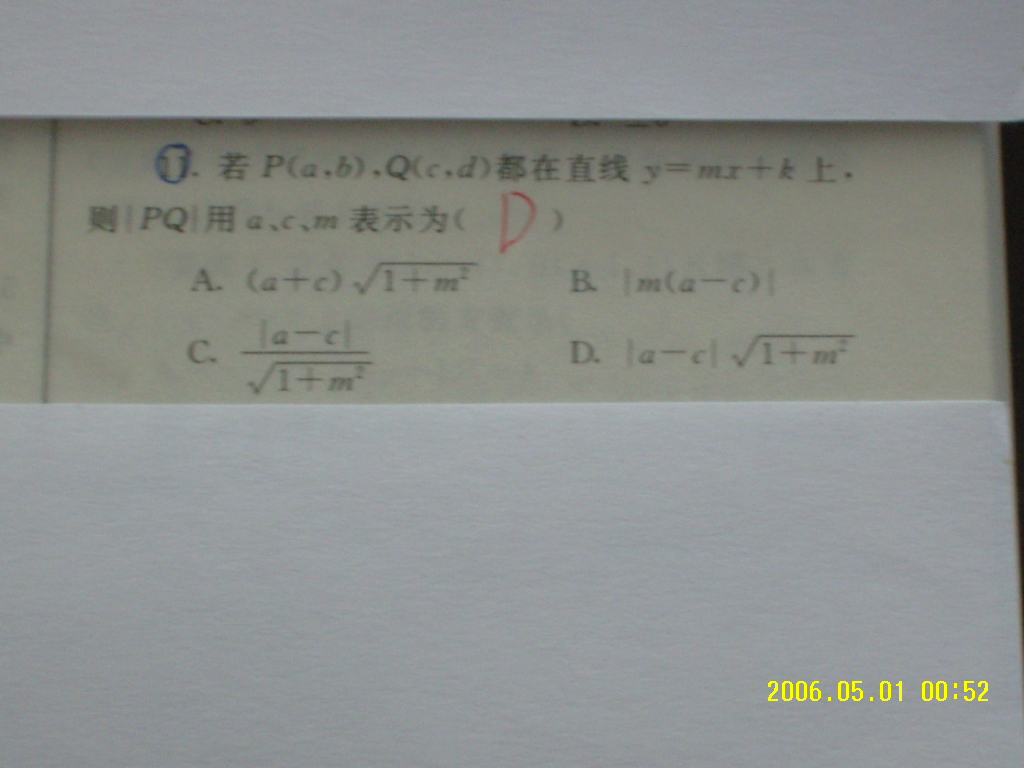 11. 若 P(a,b),Q(c,d)都在直线 y=mx+k 上,
则|PQ|用 a、c、m 表示为( D )
A. (a+c)√(1+m²) B. |m(a-c)|
C. |a-c|/√(1+m²) D. |a-c|√(1+m²)
2006.05.01 00:52